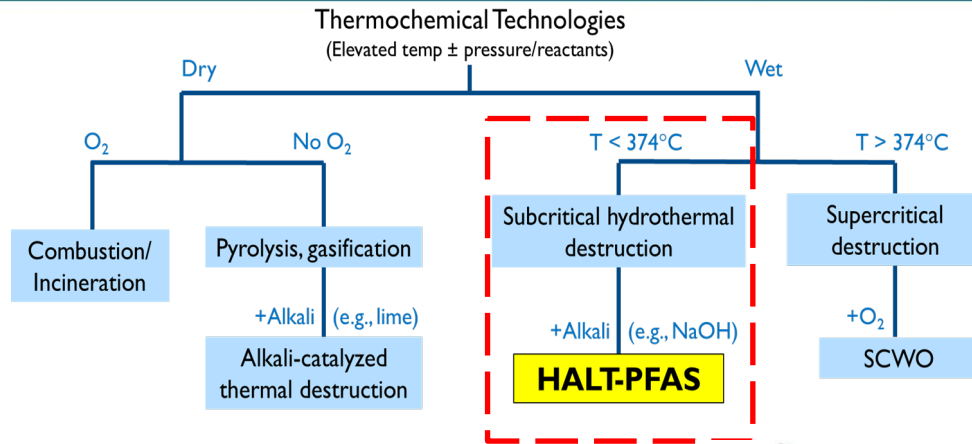 Thermochemical Technologies
(Elevated temp ± pressure/reactants)
Dry
Wet
O₂
No O₂
T < 374°C
T > 374°C
Combustion/
Incineration
Pyrolysis, gasification
Subcritical hydrothermal
destruction
Supercritical
destruction
+Alkali (e.g., lime)
+Alkali (e.g., NaOH)
+O₂
Alkali-catalyzed
thermal destruction
HALT-PFAS
SCWO